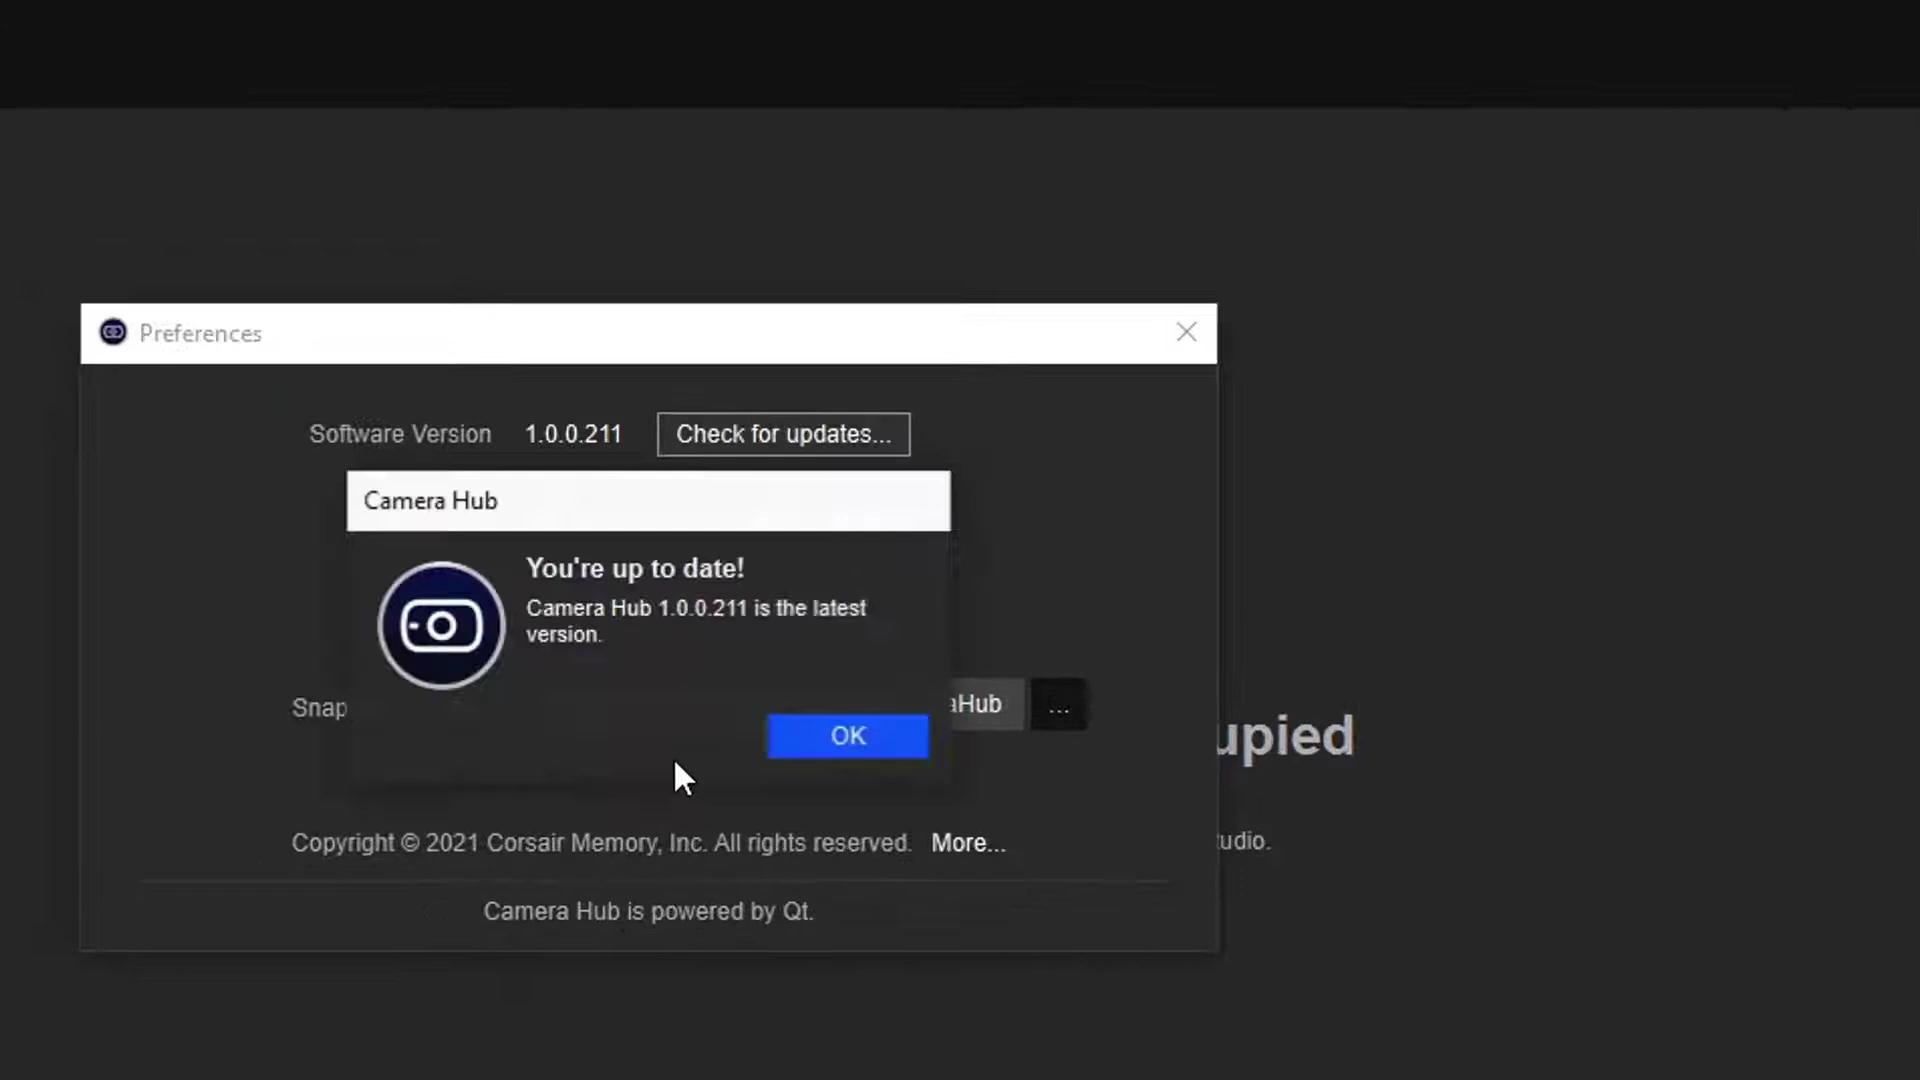 Preferences
Software Version 1.0.0.211 Check for updates...
Camera Hub
You're up to date!
Camera Hub 1.0.0.211 is the latest
version.
Snap aHub ...
OK
upied
Copyright © 2021 Corsair Memory, Inc. All rights reserved. More... tudio.
Camera Hub is powered by Qt.